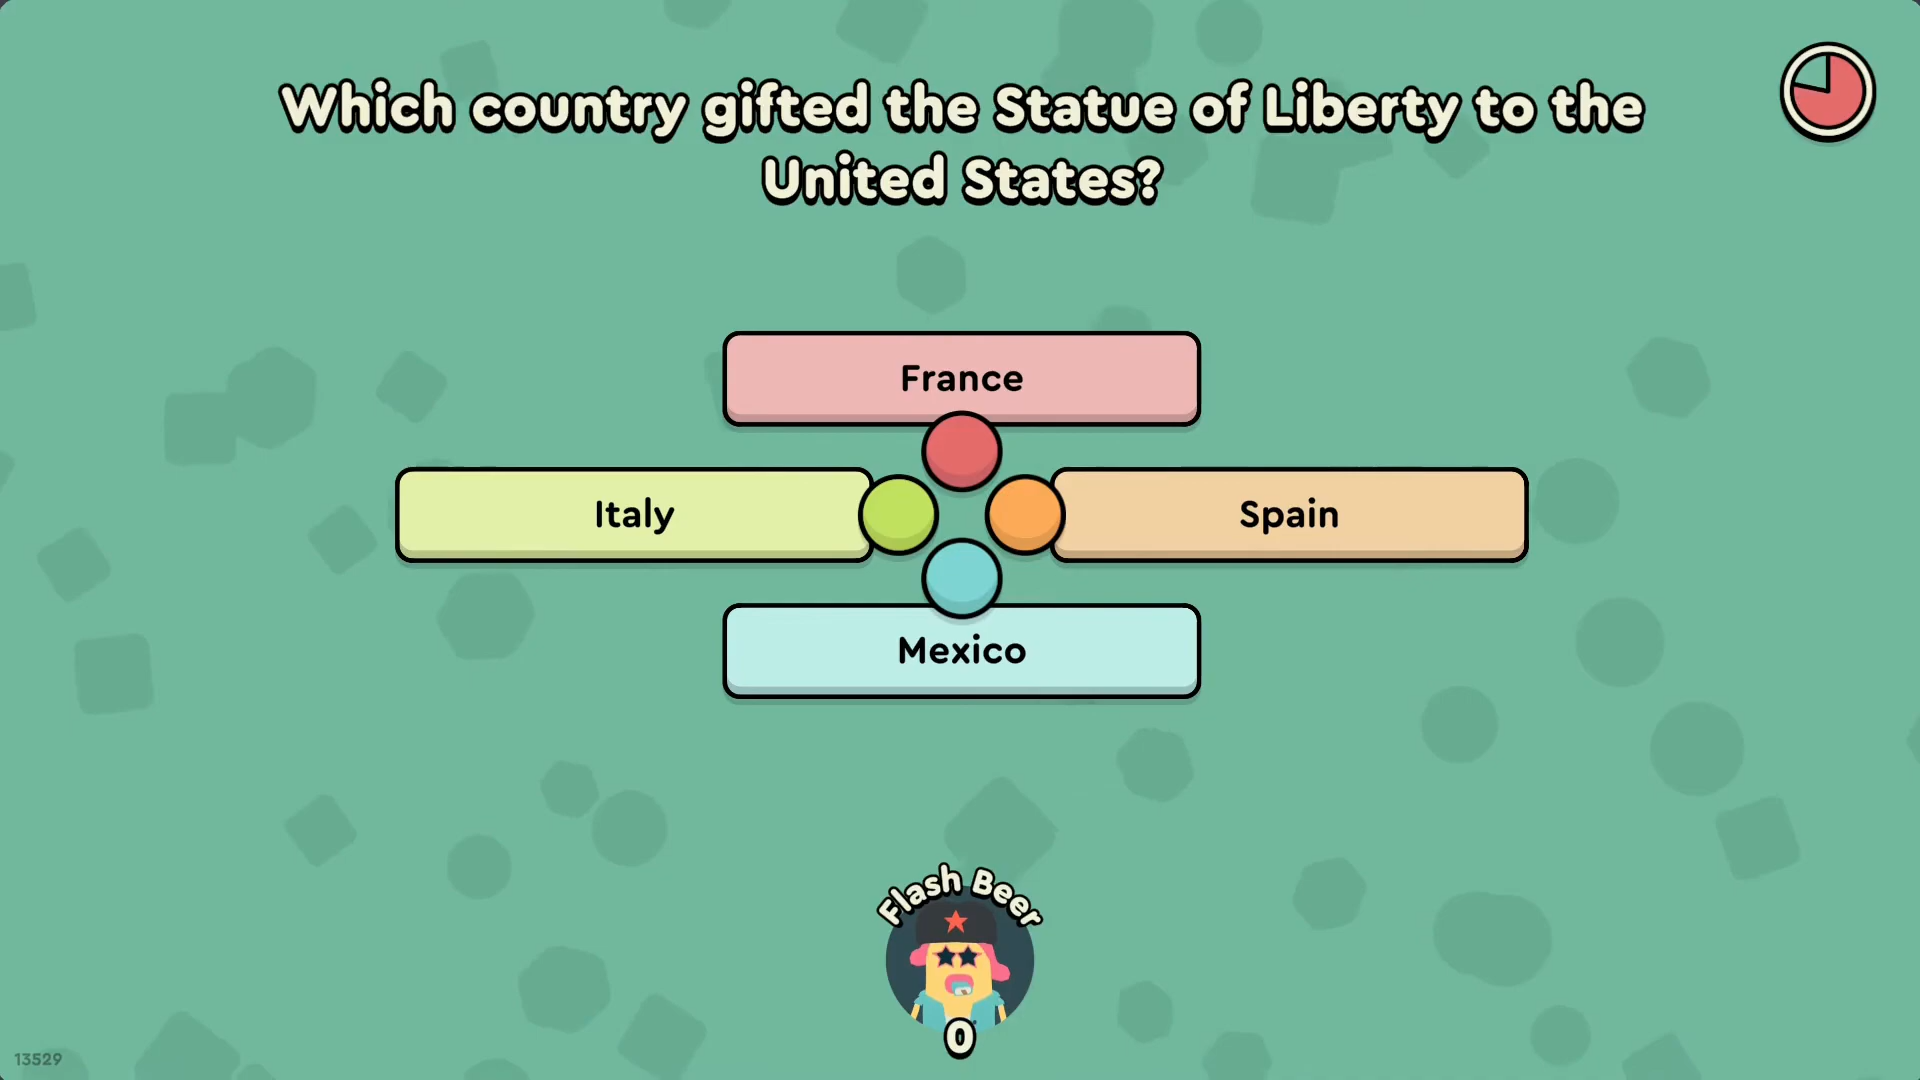 Which country gifted the Statue of Liberty to the
United States?
France
Italy
Spain
Mexico
Flash Beer
0
13529